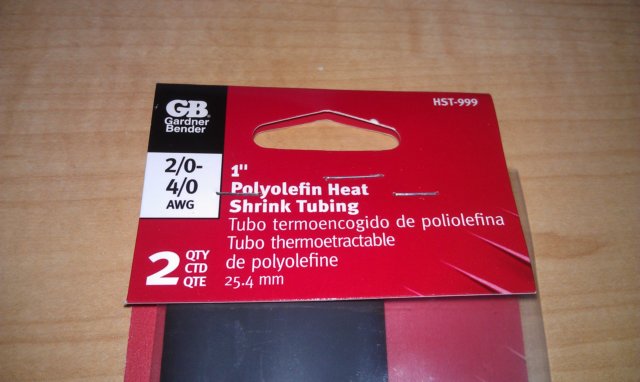 GB
Gardner
Bender
HST-999
2/0-
4/0
AWG
1"
Polyolefin Heat
Shrink Tubing
Tubo termoencogido de poliolefina
Tubo thermoetractable
de polyolefine
25.4 mm
2
QTY
CTD
QTE